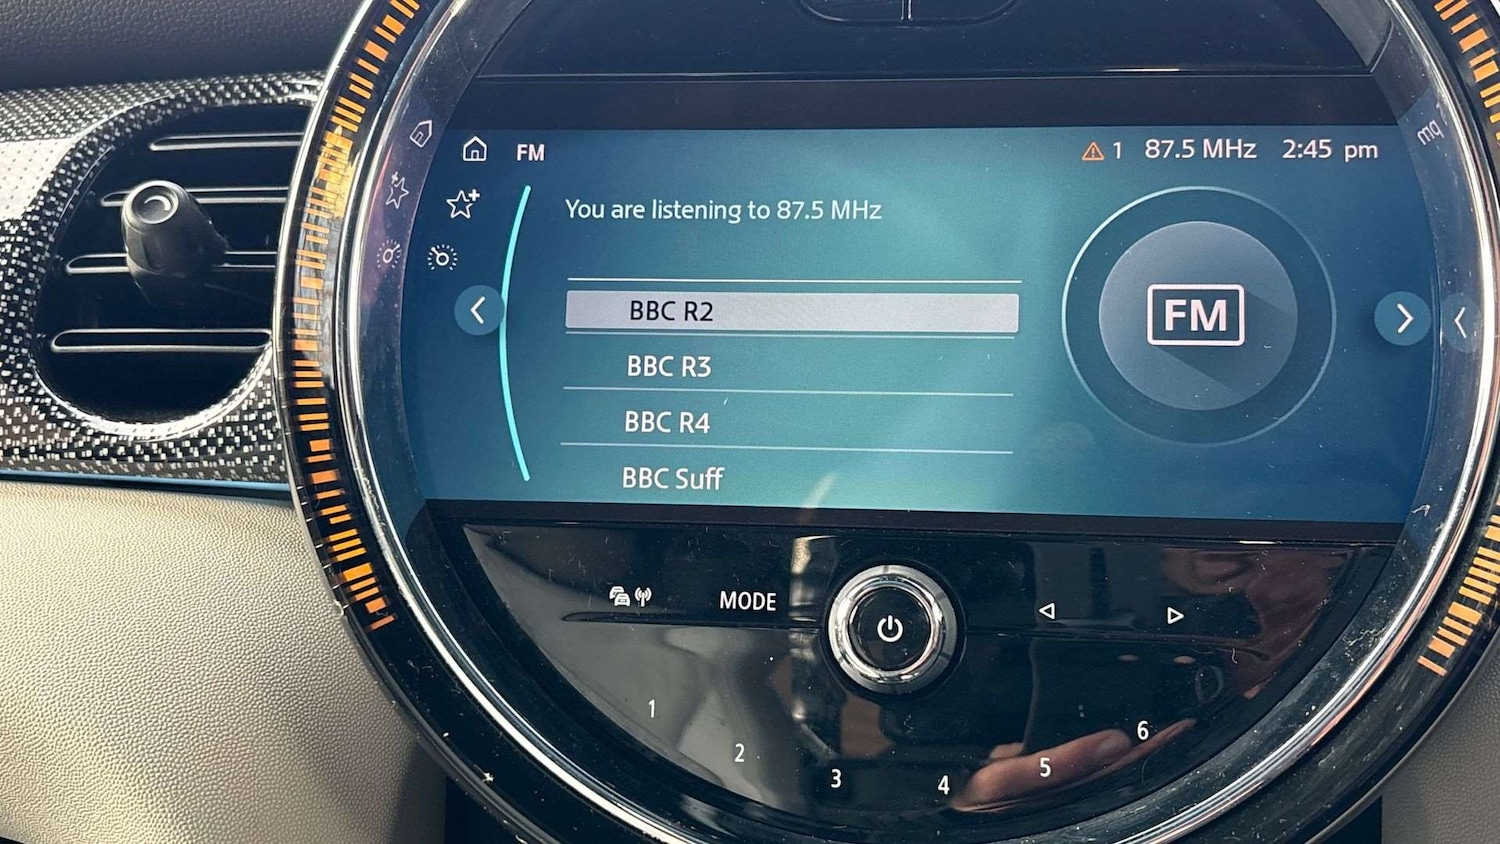 FM
1 87.5 MHz 2:45 pm
You are listening to 87.5 MHz
BBC R2
FM
BBC R3
BBC R4
BBC Suff
MODE
1
2
3
4
5
6
pm